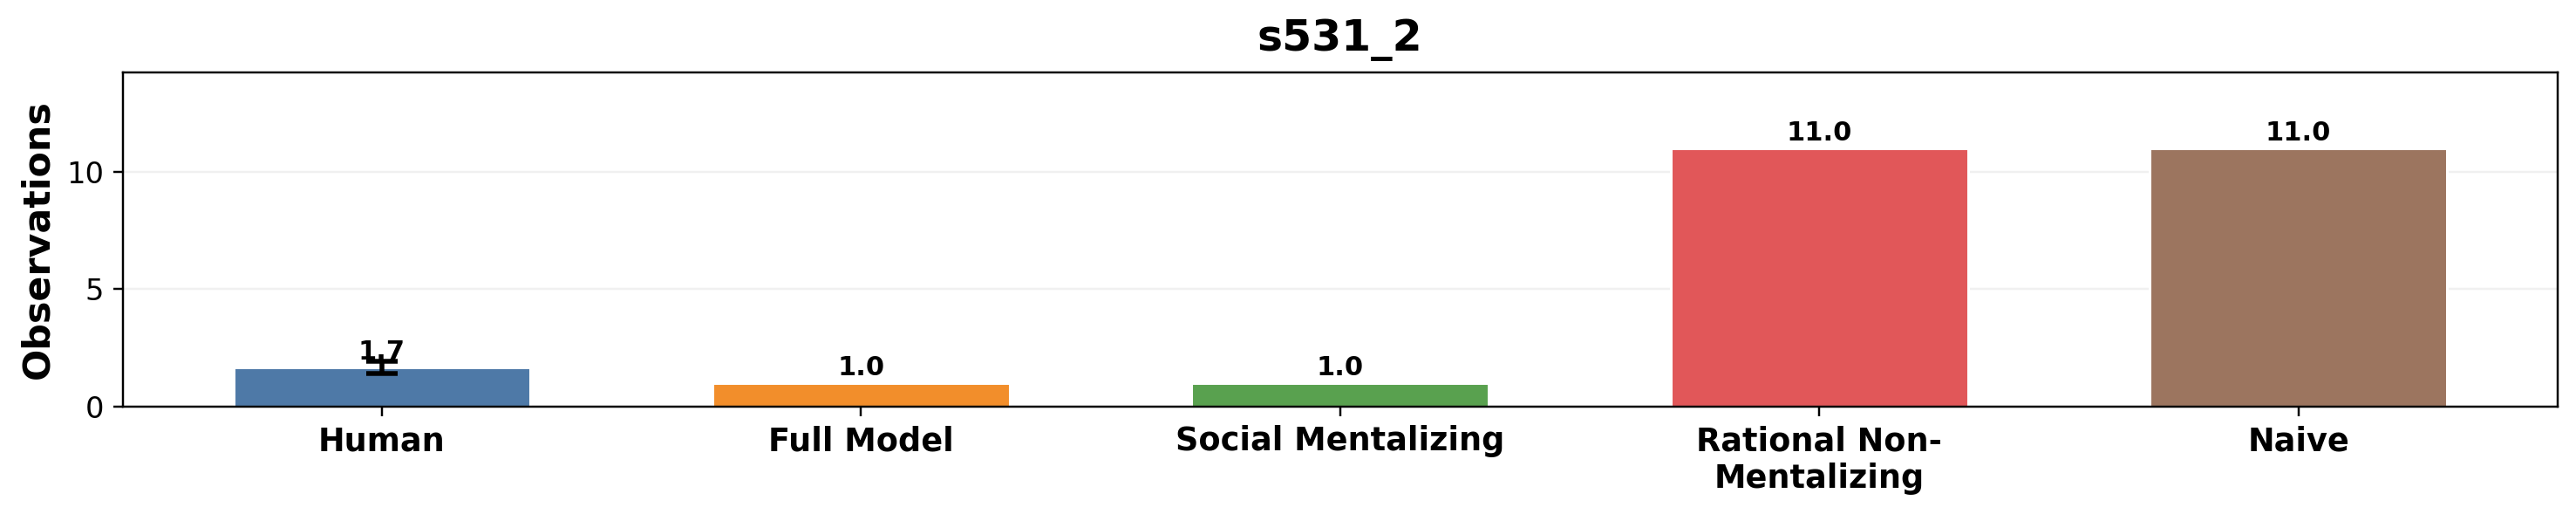 s531_2
Observations
10
5
0
1.7
1.0
1.0
11.0
11.0
Human
Full Model
Social Mentalizing
Rational Non-
Mentalizing
Naive